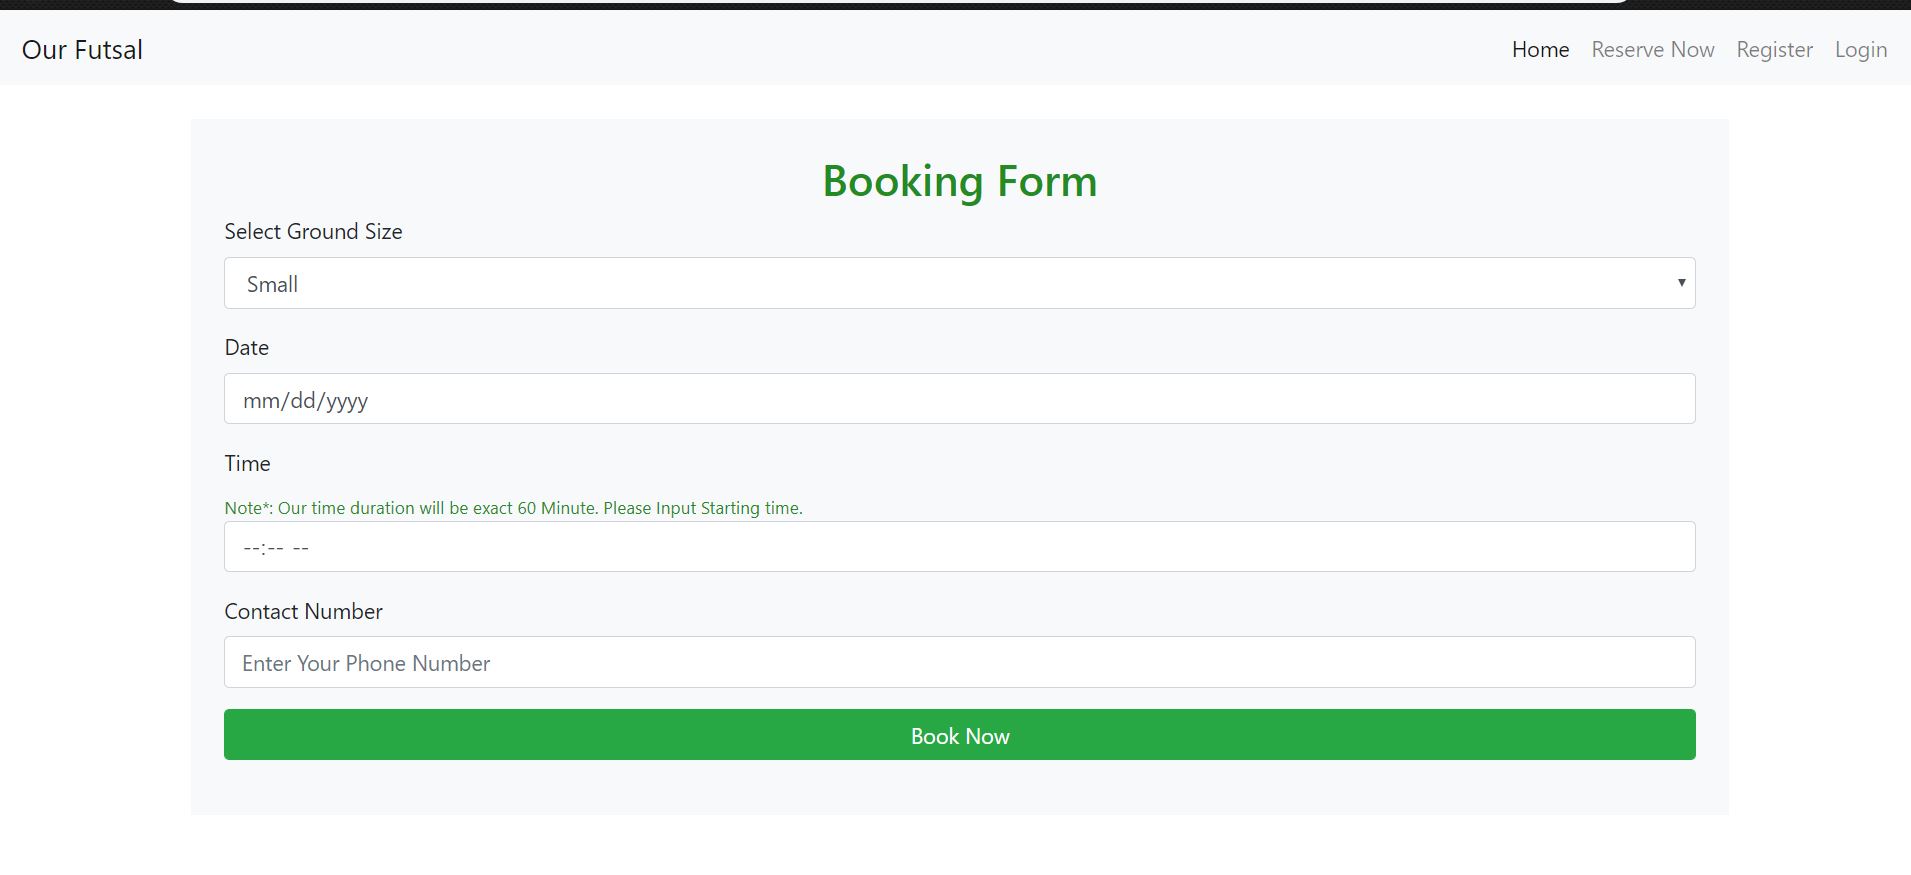 Our Futsal
Home Reserve Now Register Login
Booking Form
Select Ground Size
Small
Date
mm/dd/yyyy
Time
Note*: Our time duration will be exact 60 Minute. Please Input Starting time.
--:-- --
Contact Number
Enter Your Phone Number
Book Now